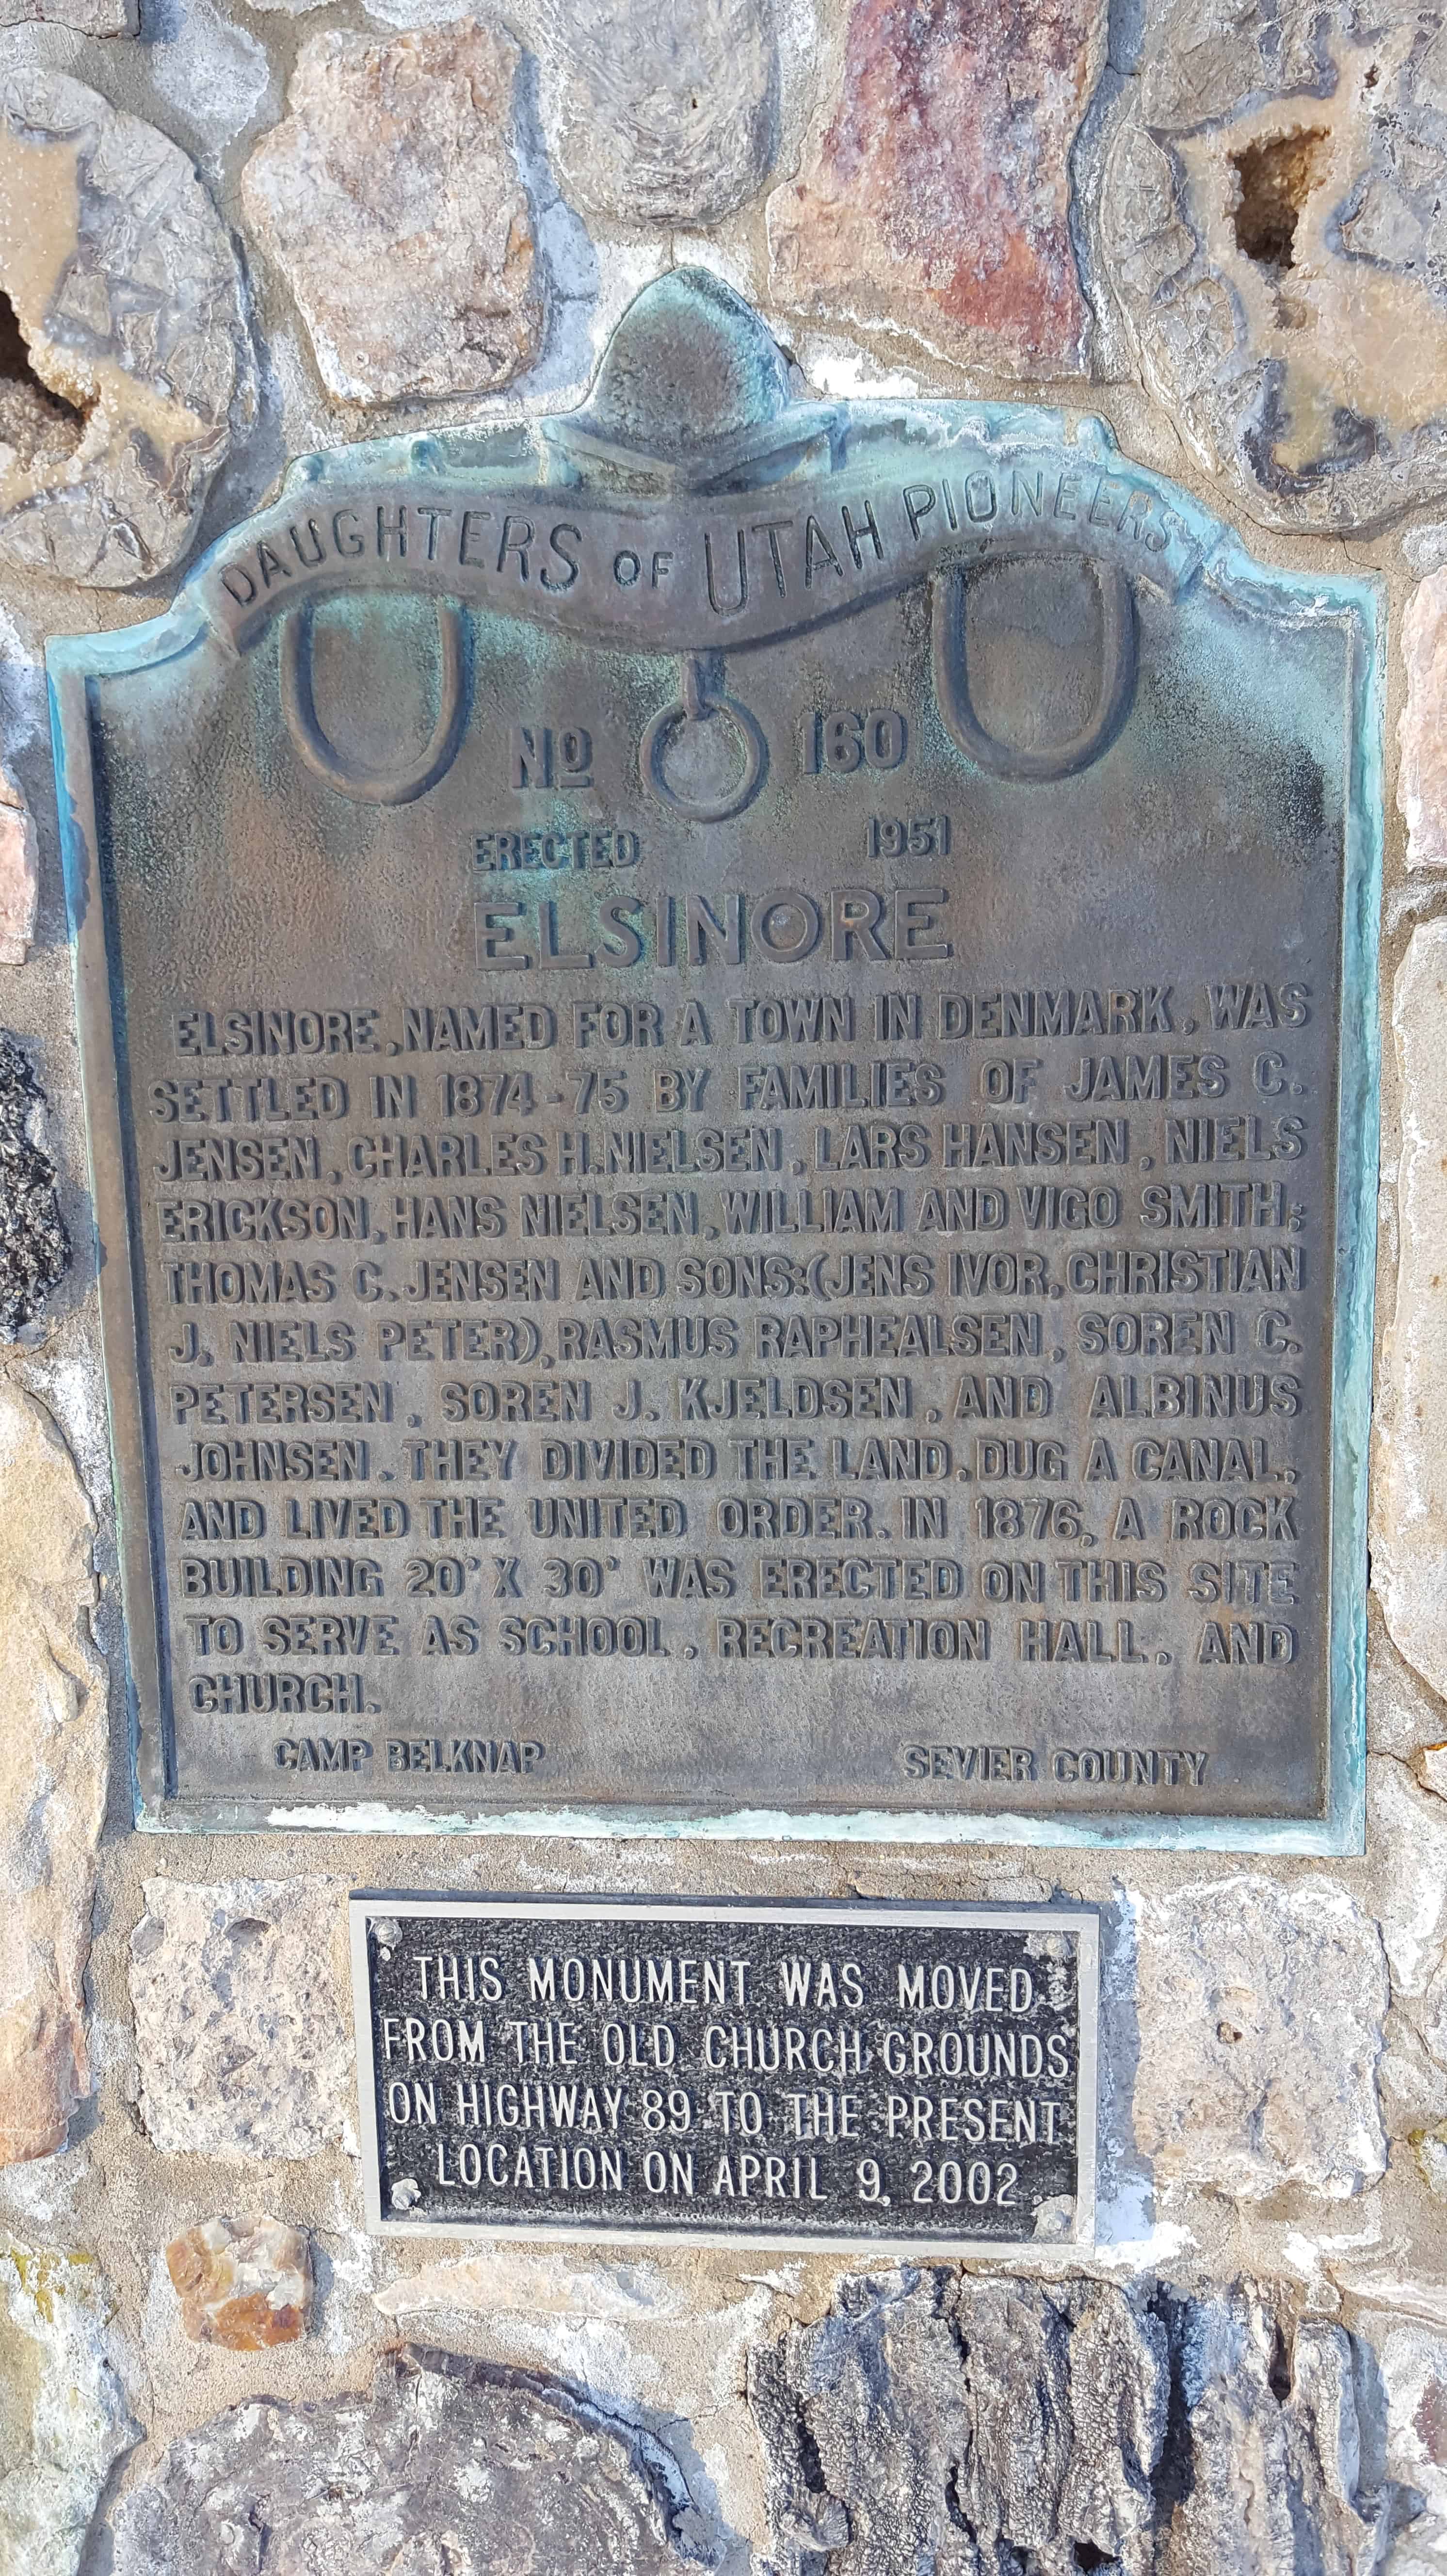 DAUGHTERS OF UTAH PIONEERS
NO 160
ERECTED 1951
ELSINORE
ELSINORE, NAMED FOR A TOWN IN DENMARK, WAS
SETTLED IN 1874-75 BY FAMILIES OF JAMES C.
JENSEN, CHARLES H. NIELSEN, LARS HANSEN, NIELS
ERICKSON, HANS NIELSEN, WILLIAM AND VIGO SMITH;
THOMAS C. JENSEN AND SONS:(JENS IVOR, CHRISTIAN
J. NIELS PETER), RASMUS RAPHEALSEN, SOREN C.
PETERSEN, SOREN J. KJELDSEN, AND ALBINUS
JOHNSEN. THEY DIVIDED THE LAND, DUG A CANAL,
AND LIVED THE UNITED ORDER. IN 1876, A ROCK
BUILDING 20' X 30' WAS ERECTED ON THIS SITE
TO SERVE AS SCHOOL, RECREATION HALL, AND
CHURCH.
CAMP BELKNAP SEVIER COUNTY
THIS MONUMENT WAS MOVED
FROM THE OLD CHURCH GROUNDS
ON HIGHWAY 89 TO THE PRESENT
LOCATION ON APRIL 9, 2002